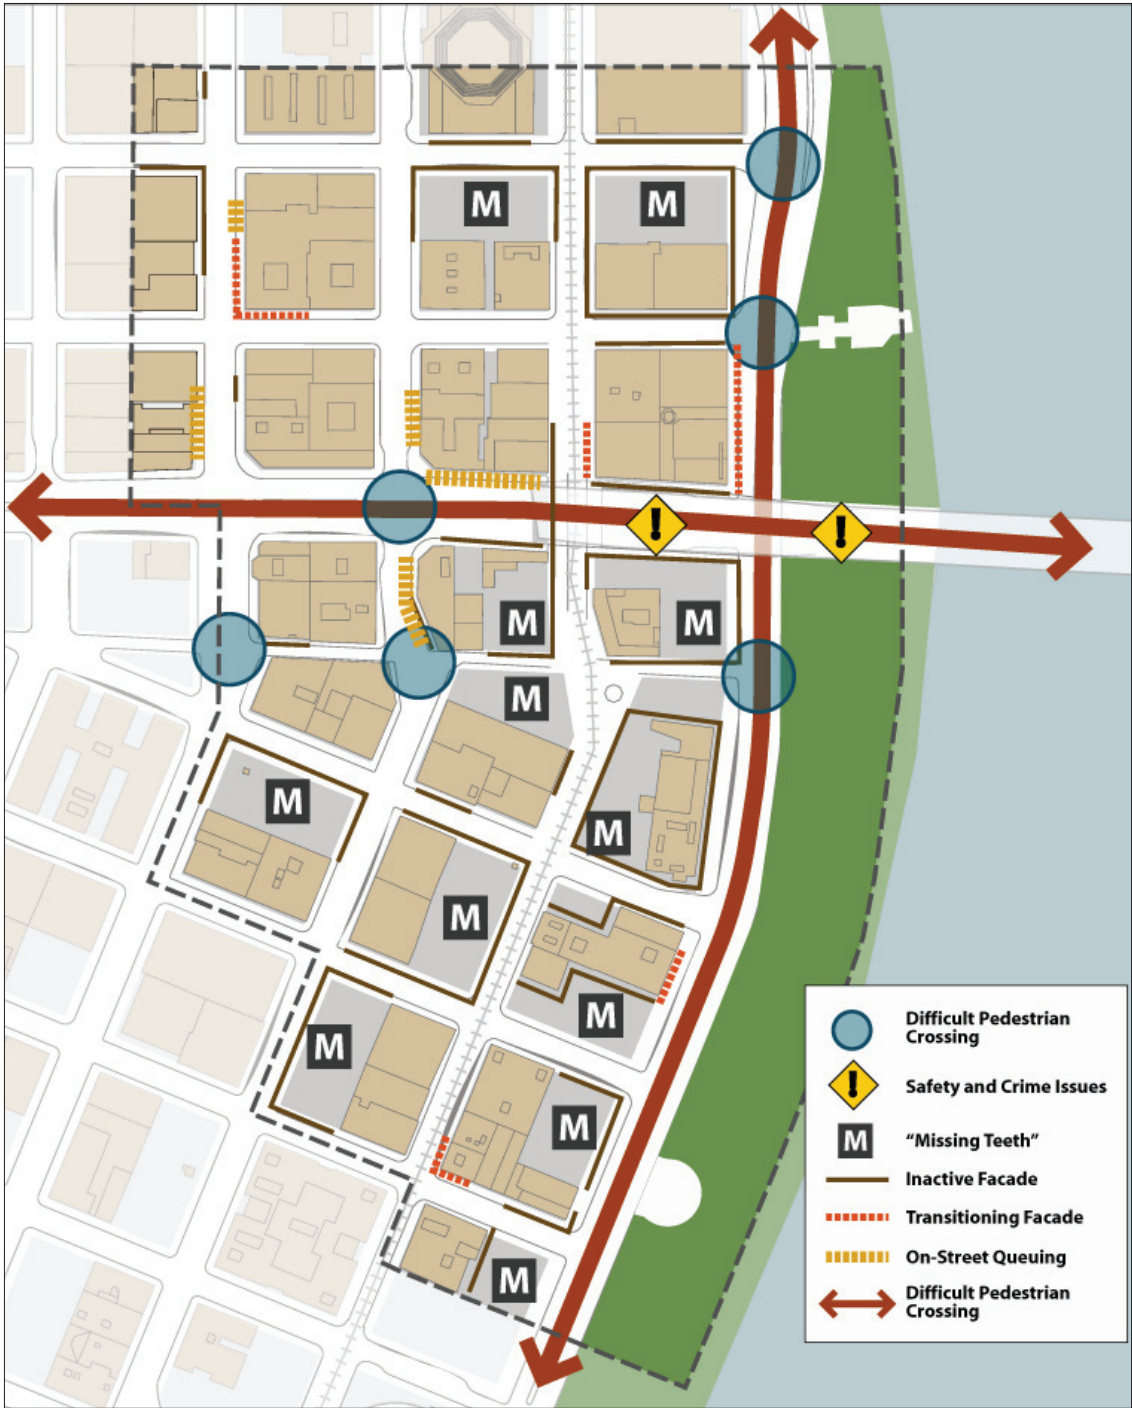 M M
M M
M
M
M
M
M
M
M
M
Difficult Pedestrian
Crossing
Safety and Crime Issues
M "Missing Teeth"
Inactive Facade
Transitioning Facade
On-Street Queuing
Difficult Pedestrian
Crossing